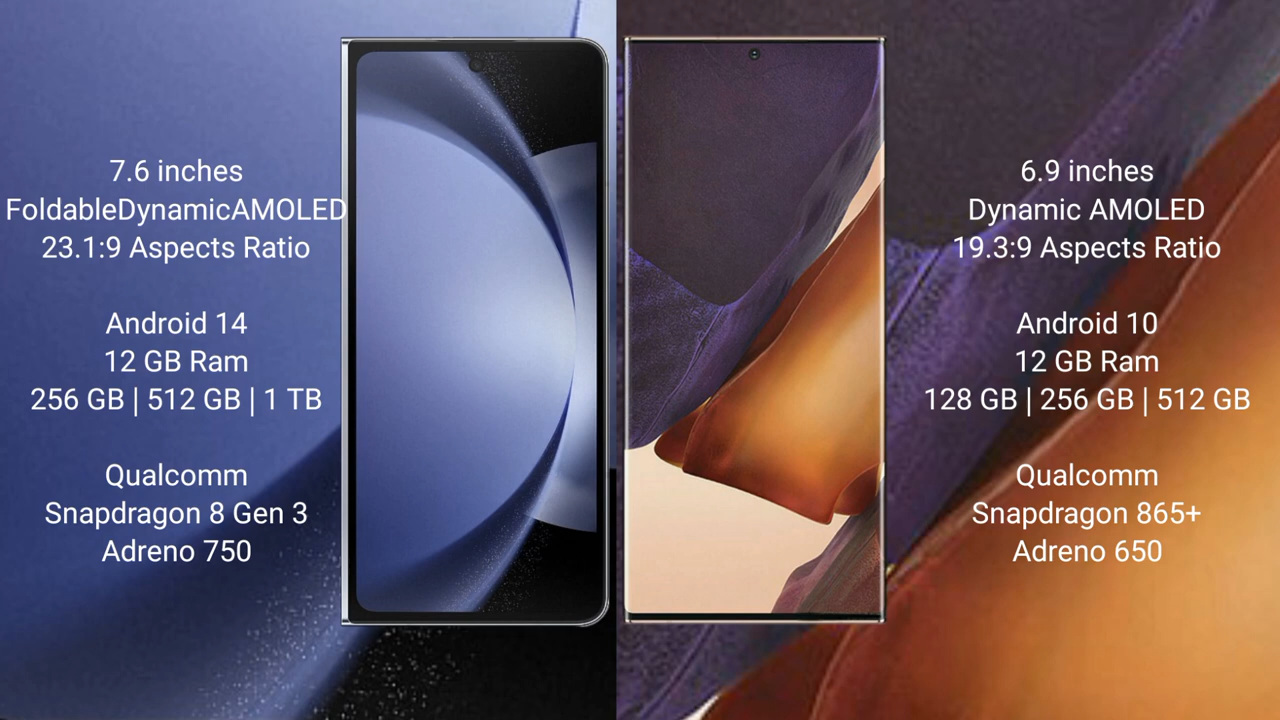 7.6 inches
FoldableDynamicAMOLED
23.1:9 Aspects Ratio
Android 14
12 GB Ram
256 GB | 512 GB | 1 TB
Qualcomm
Snapdragon 8 Gen 3
Adreno 750
6.9 inches
Dynamic AMOLED
19.3:9 Aspects Ratio
Android 10
12 GB Ram
128 GB | 256 GB | 512 GB
Qualcomm
Snapdragon 865+
Adreno 650